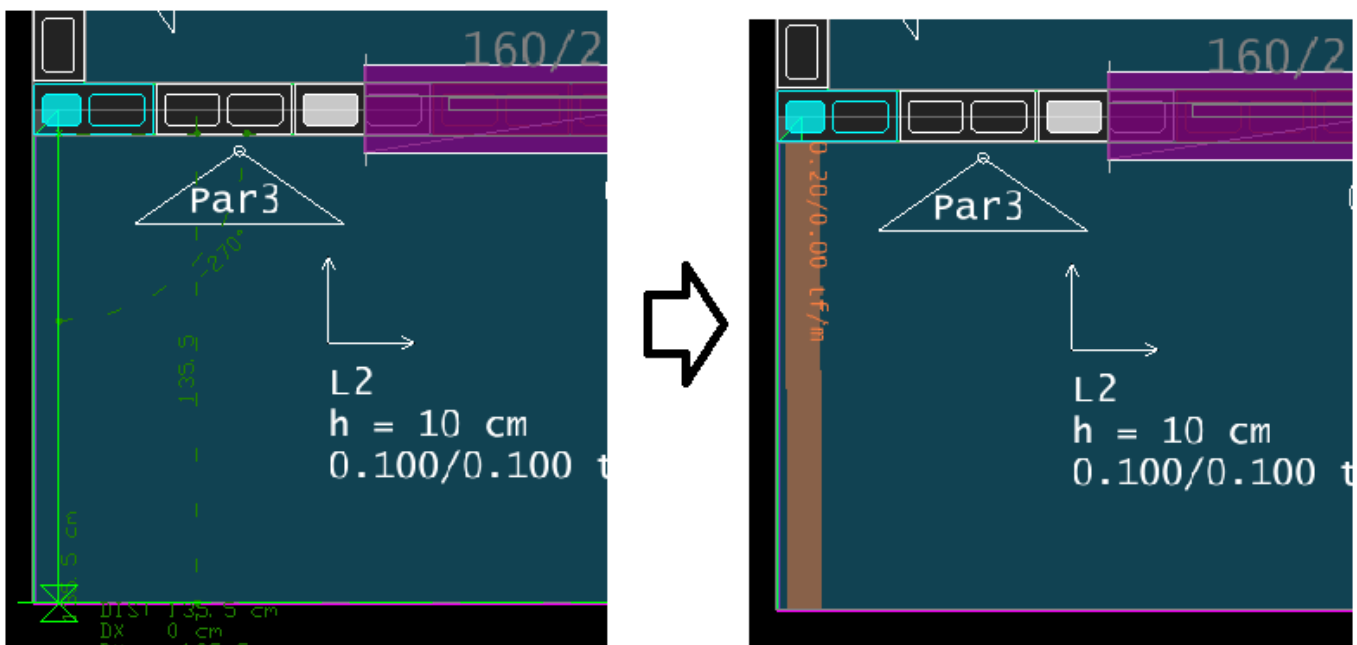 160/2
Par3
-270°
135.5
L2
h = 10 cm
0.100/0.100 t
DIST 135.5 cm
DX 0 cm
160/2
0.20/0.00 tf/m
Par3
L2
h = 10 cm
0.100/0.100 t